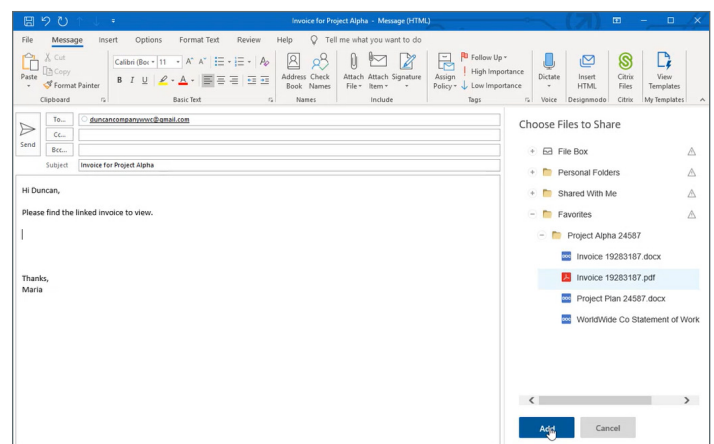 Invoice for Project Alpha - Message (HTML)
File Message Insert Options Format Text Review Help Tell me what you want to do
Paste
Cut
Copy
Format Painter
Clipboard
Calibri (Boc 11
B I U
Basic Text
Address Book
Check Names
Names
Attach File
Attach Item
Signature
Include
Assign Policy
Follow Up
High Importance
Low Importance
Tags
Dictate
Voice
Insert HTML
Designmodo
Citrix Files
Citrix
View Templates
My Templates
Send
To... duncancompanywwc@gmail.com
Cc...
Bcc...
Subject Invoice for Project Alpha
Hi Duncan,
Please find the linked invoice to view.
Thanks,
Maria
Choose Files to Share
File Box
Personal Folders
Shared With Me
Favorites
Project Alpha 24587
Invoice 19283187.docx
Invoice 19283187.pdf
Project Plan 24587.docx
WorldWide Co Statement of Work
Add Cancel